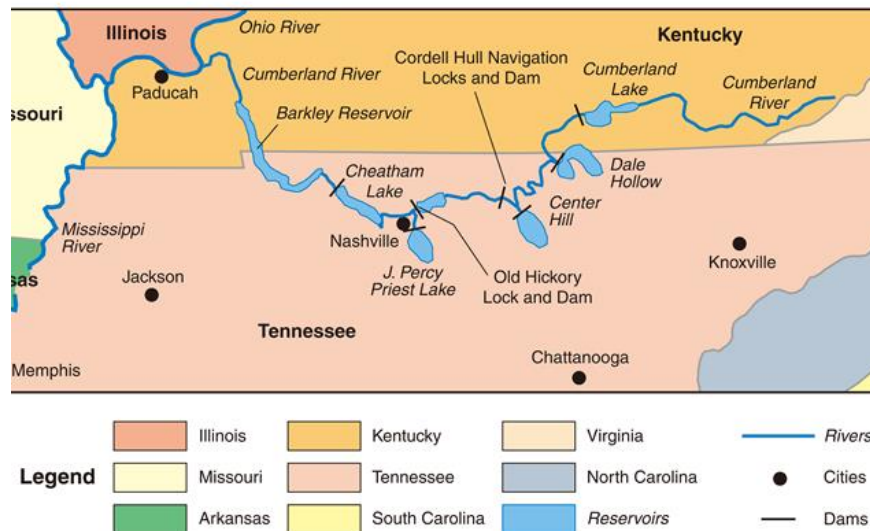 Illinois
Ohio River
Kentucky
Cordell Hull Navigation
Locks and Dam
Cumberland
Lake
Cumberland
River
Cumberland River
Paducah
ssouri
Barkley Reservoir
Cheatham
Lake
Dale
Hollow
Center
Hill
Mississippi
River
Nashville
Knoxville
sas
Jackson
J. Percy
Priest Lake
Old Hickory
Lock and Dam
Tennessee
Chattanooga
Memphis
Legend
Illinois
Kentucky
Virginia
Rivers
Missouri
Tennessee
North Carolina
Cities
Arkansas
South Carolina
Reservoirs
Dams